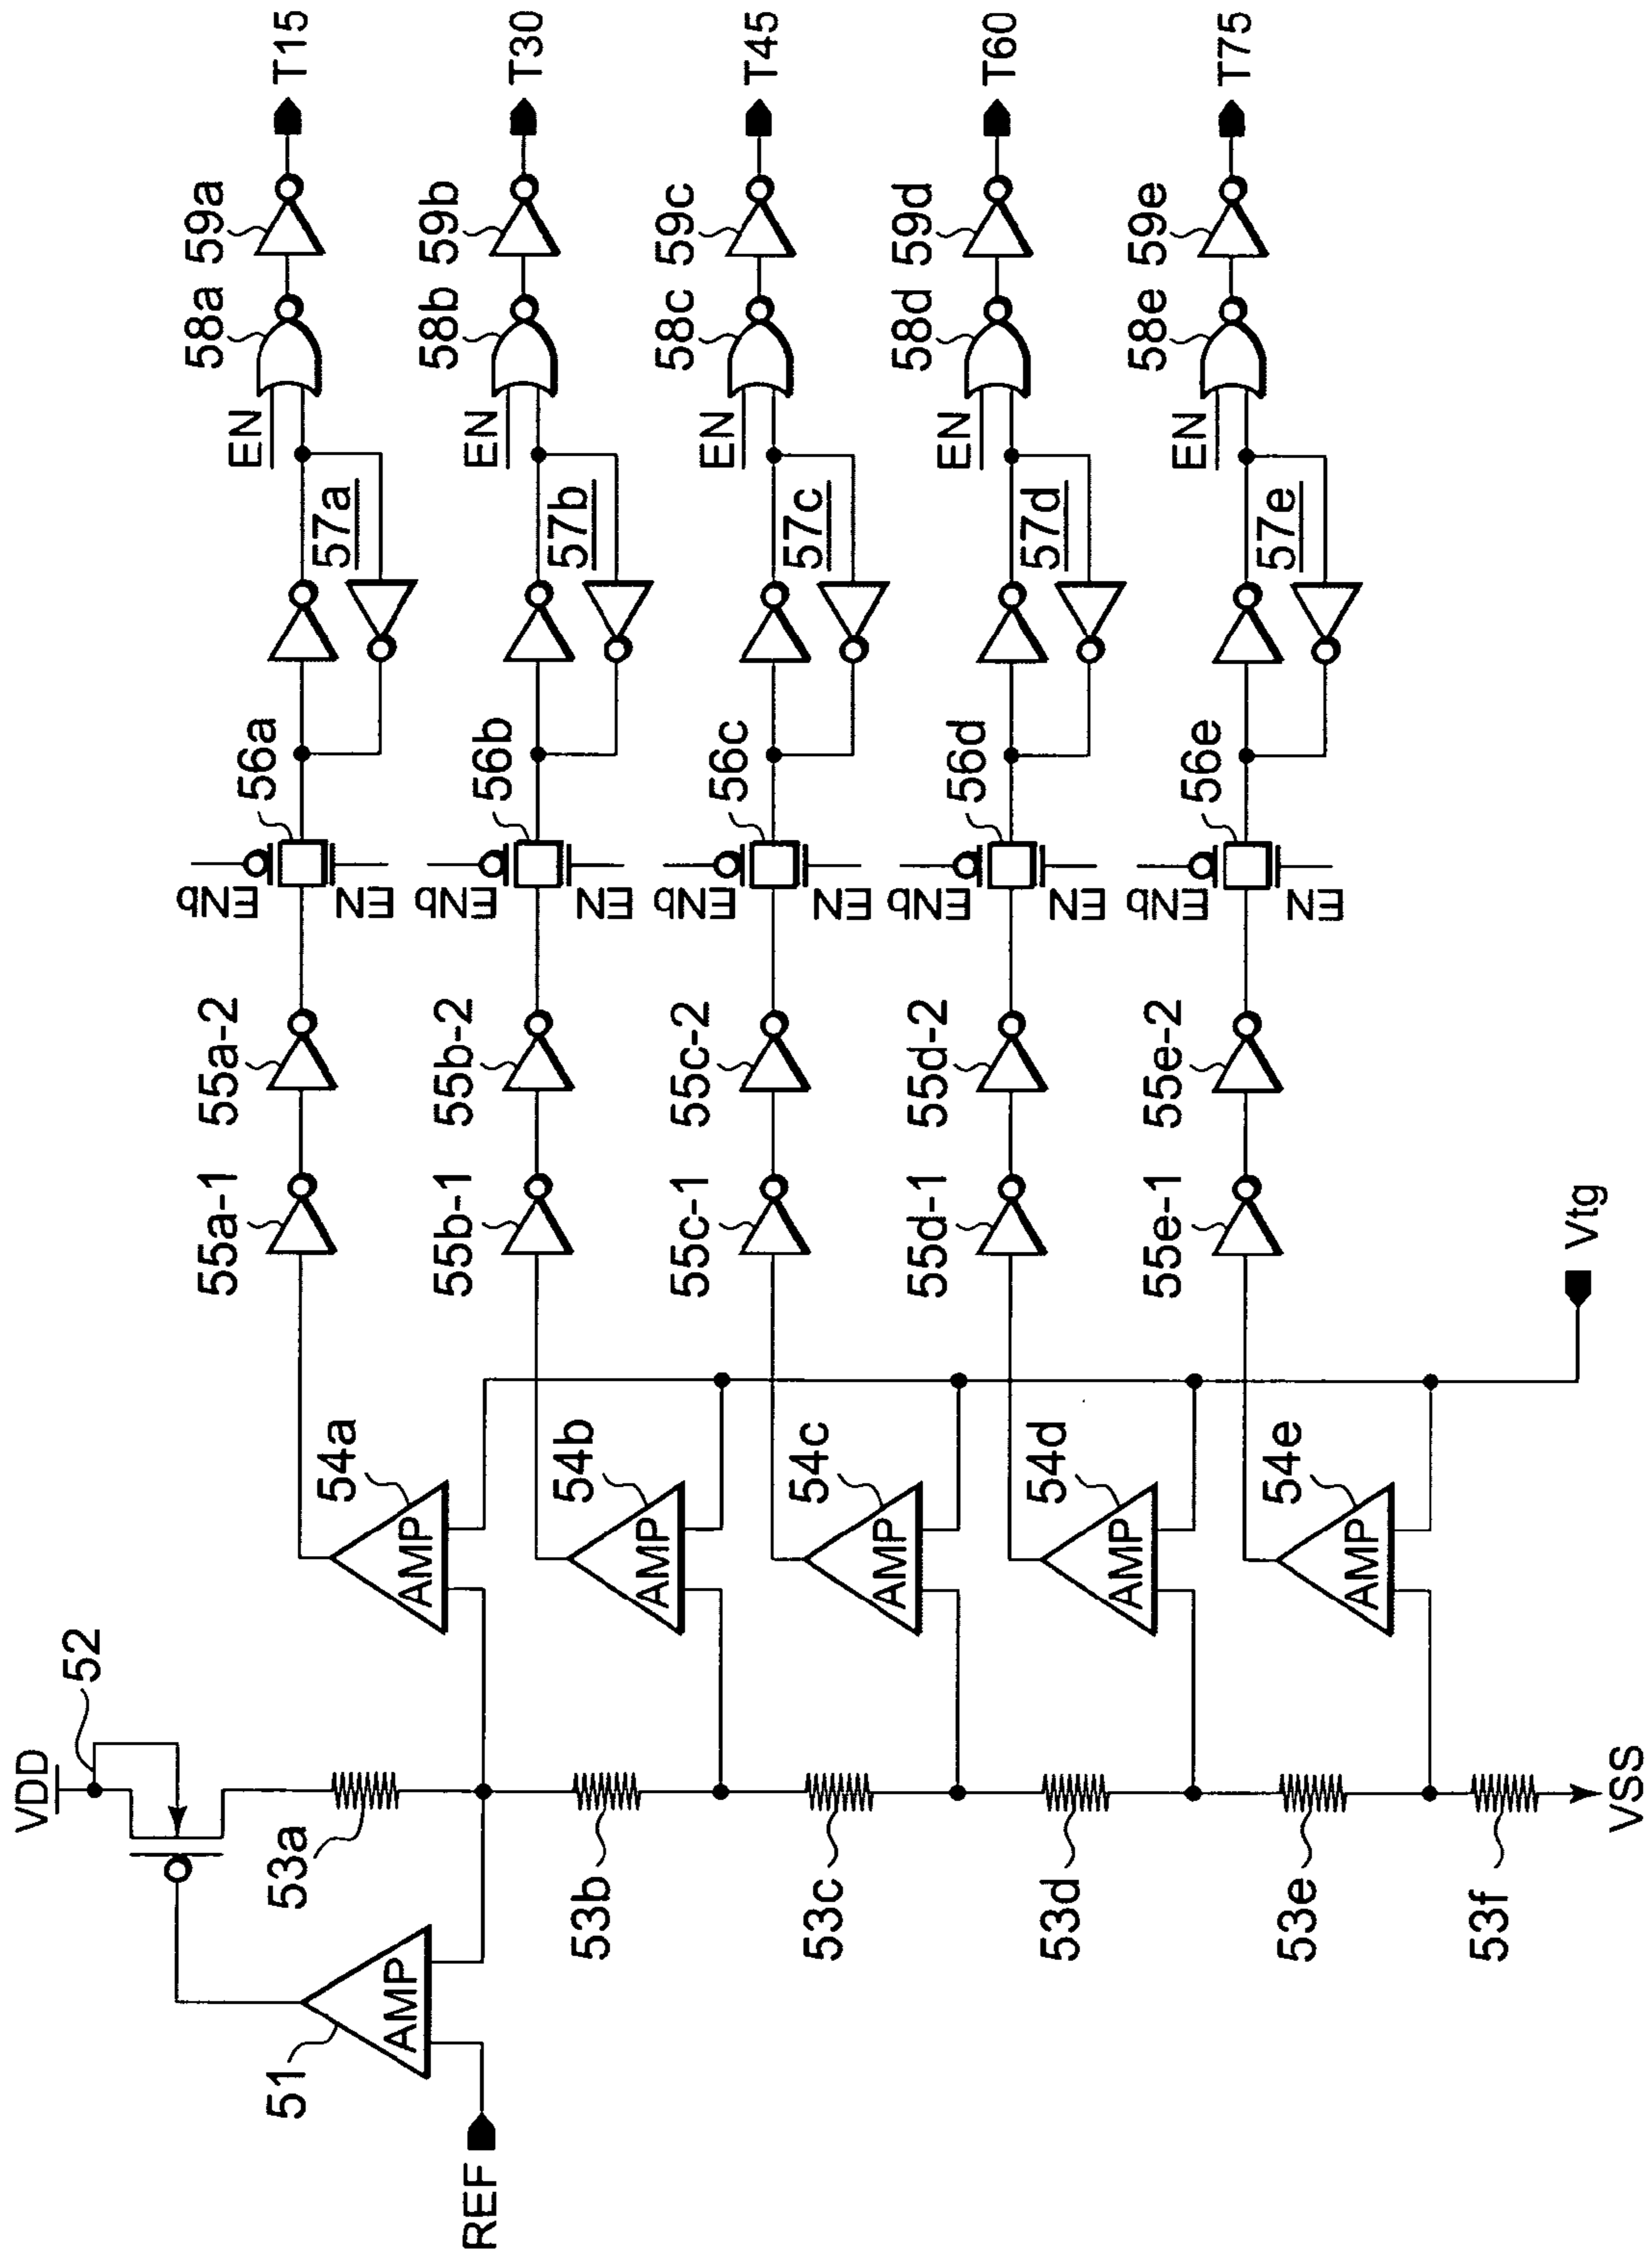 VDD
52
51
AMP
REF
53a
53b
53c
53d
53e
53f
VSS
54a
AMP
54b
AMP
54c
AMP
54d
AMP
54e
AMP
Vtg
55a-1
55a-2
ENb
EN
56a
57a
EN
58a
59a
T15
55b-1
55b-2
ENb
EN
56b
57b
EN
58b
59b
T30
55c-1
55c-2
ENb
EN
56c
57c
EN
58c
59c
T45
55d-1
55d-2
ENb
EN
56d
57d
EN
58d
59d
T60
55e-1
55e-2
ENb
EN
56e
57e
EN
58e
59e
T75